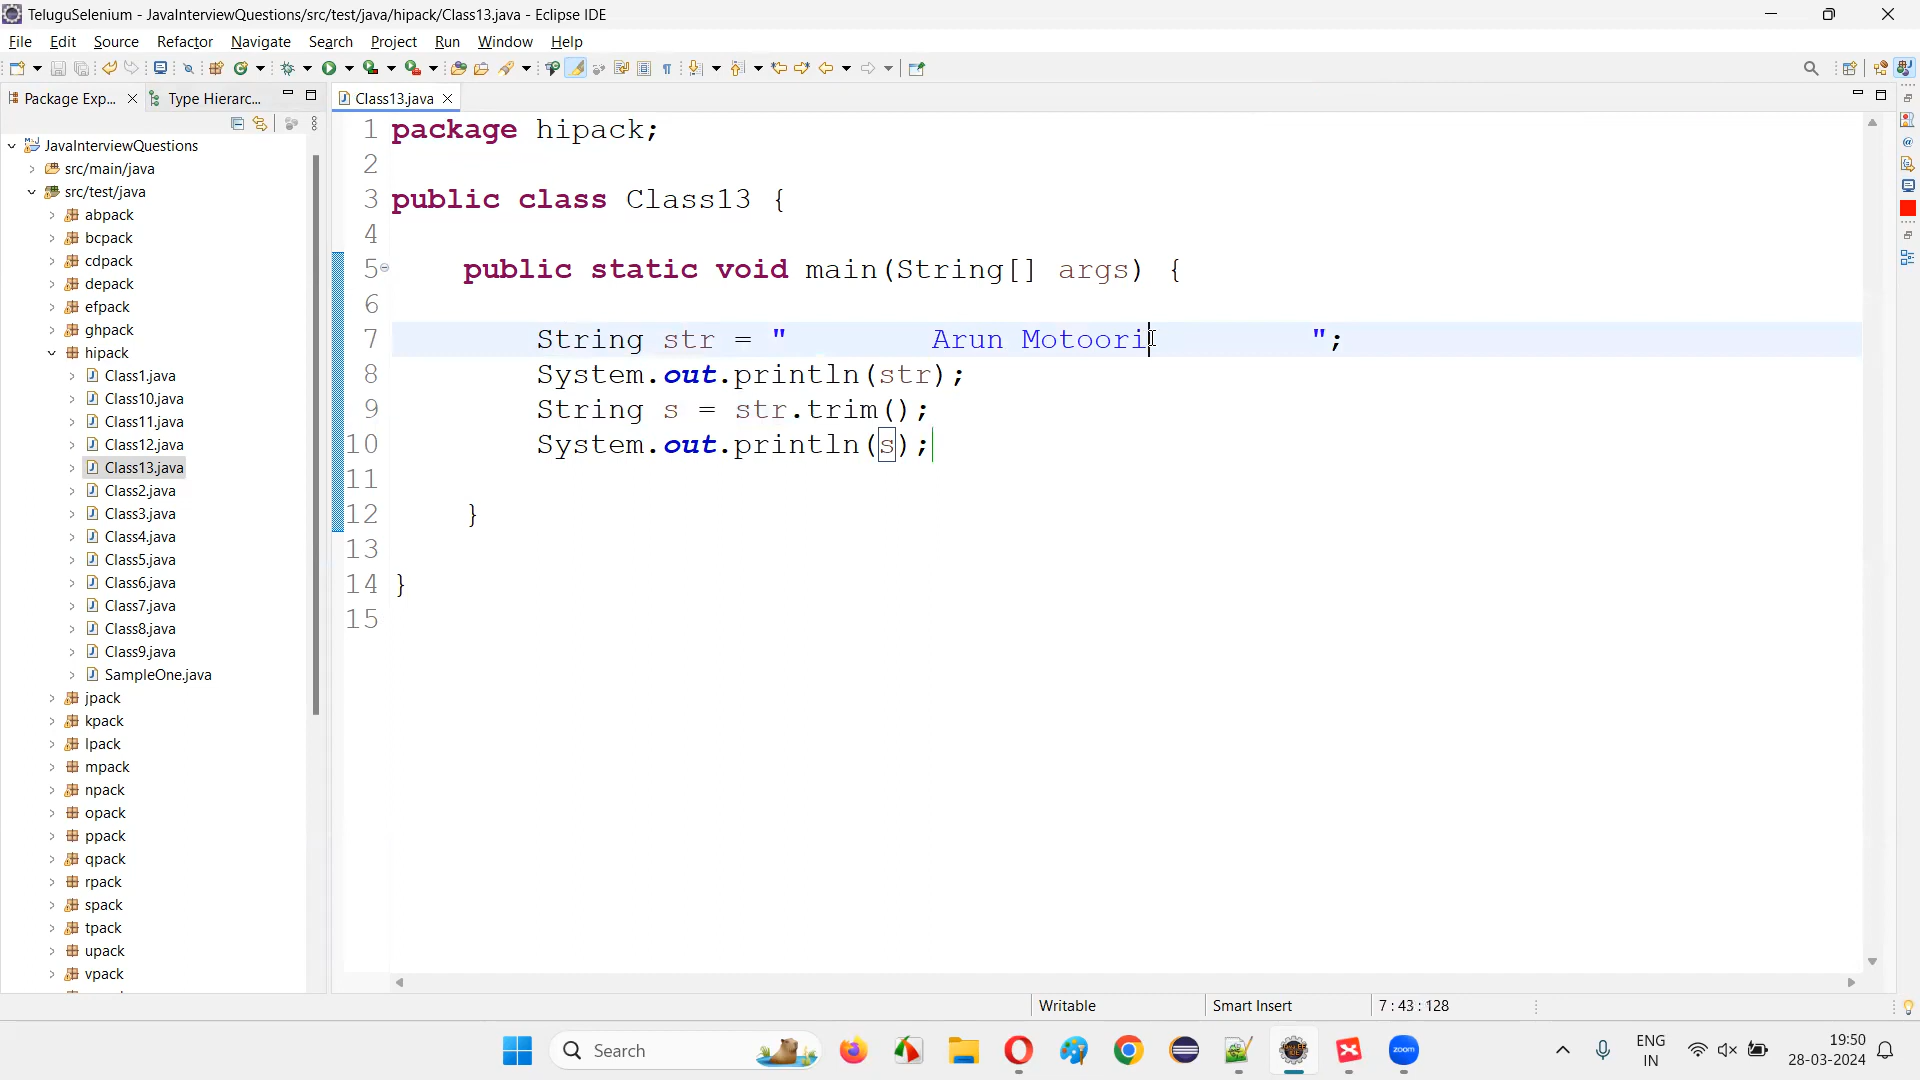 TeluguSelenium - JavaInterviewQuestions/src/test/java/hipack/Class13.java - Eclipse IDE
File Edit Source Refactor Navigate Search Project Run Window Help
Package Exp... Type Hierarc... Class13.java
JavaInterviewQuestions
src/main/java
src/test/java
abpack
bcpack
cdpack
depack
efpack
ghpack
hipack
Class1.java
Class10.java
Class11.java
Class12.java
Class13.java
Class2.java
Class3.java
Class4.java
Class5.java
Class6.java
Class7.java
Class8.java
Class9.java
SampleOne.java
jpack
kpack
lpack
mpack
npack
opack
ppack
qpack
rpack
spack
tpack
upack
vpack
1 package hipack;
2
3 public class Class13 {
4
5 public static void main(String[] args) {
6
7 String str = "        Arun Motoori         ";
8 System.out.println(str);
9 String s = str.trim();
10 System.out.println(s);
11
12 }
13
14 }
15
Writable Smart Insert 7 : 43 : 128
Search
zoom
ENG
IN
19:50
28-03-2024